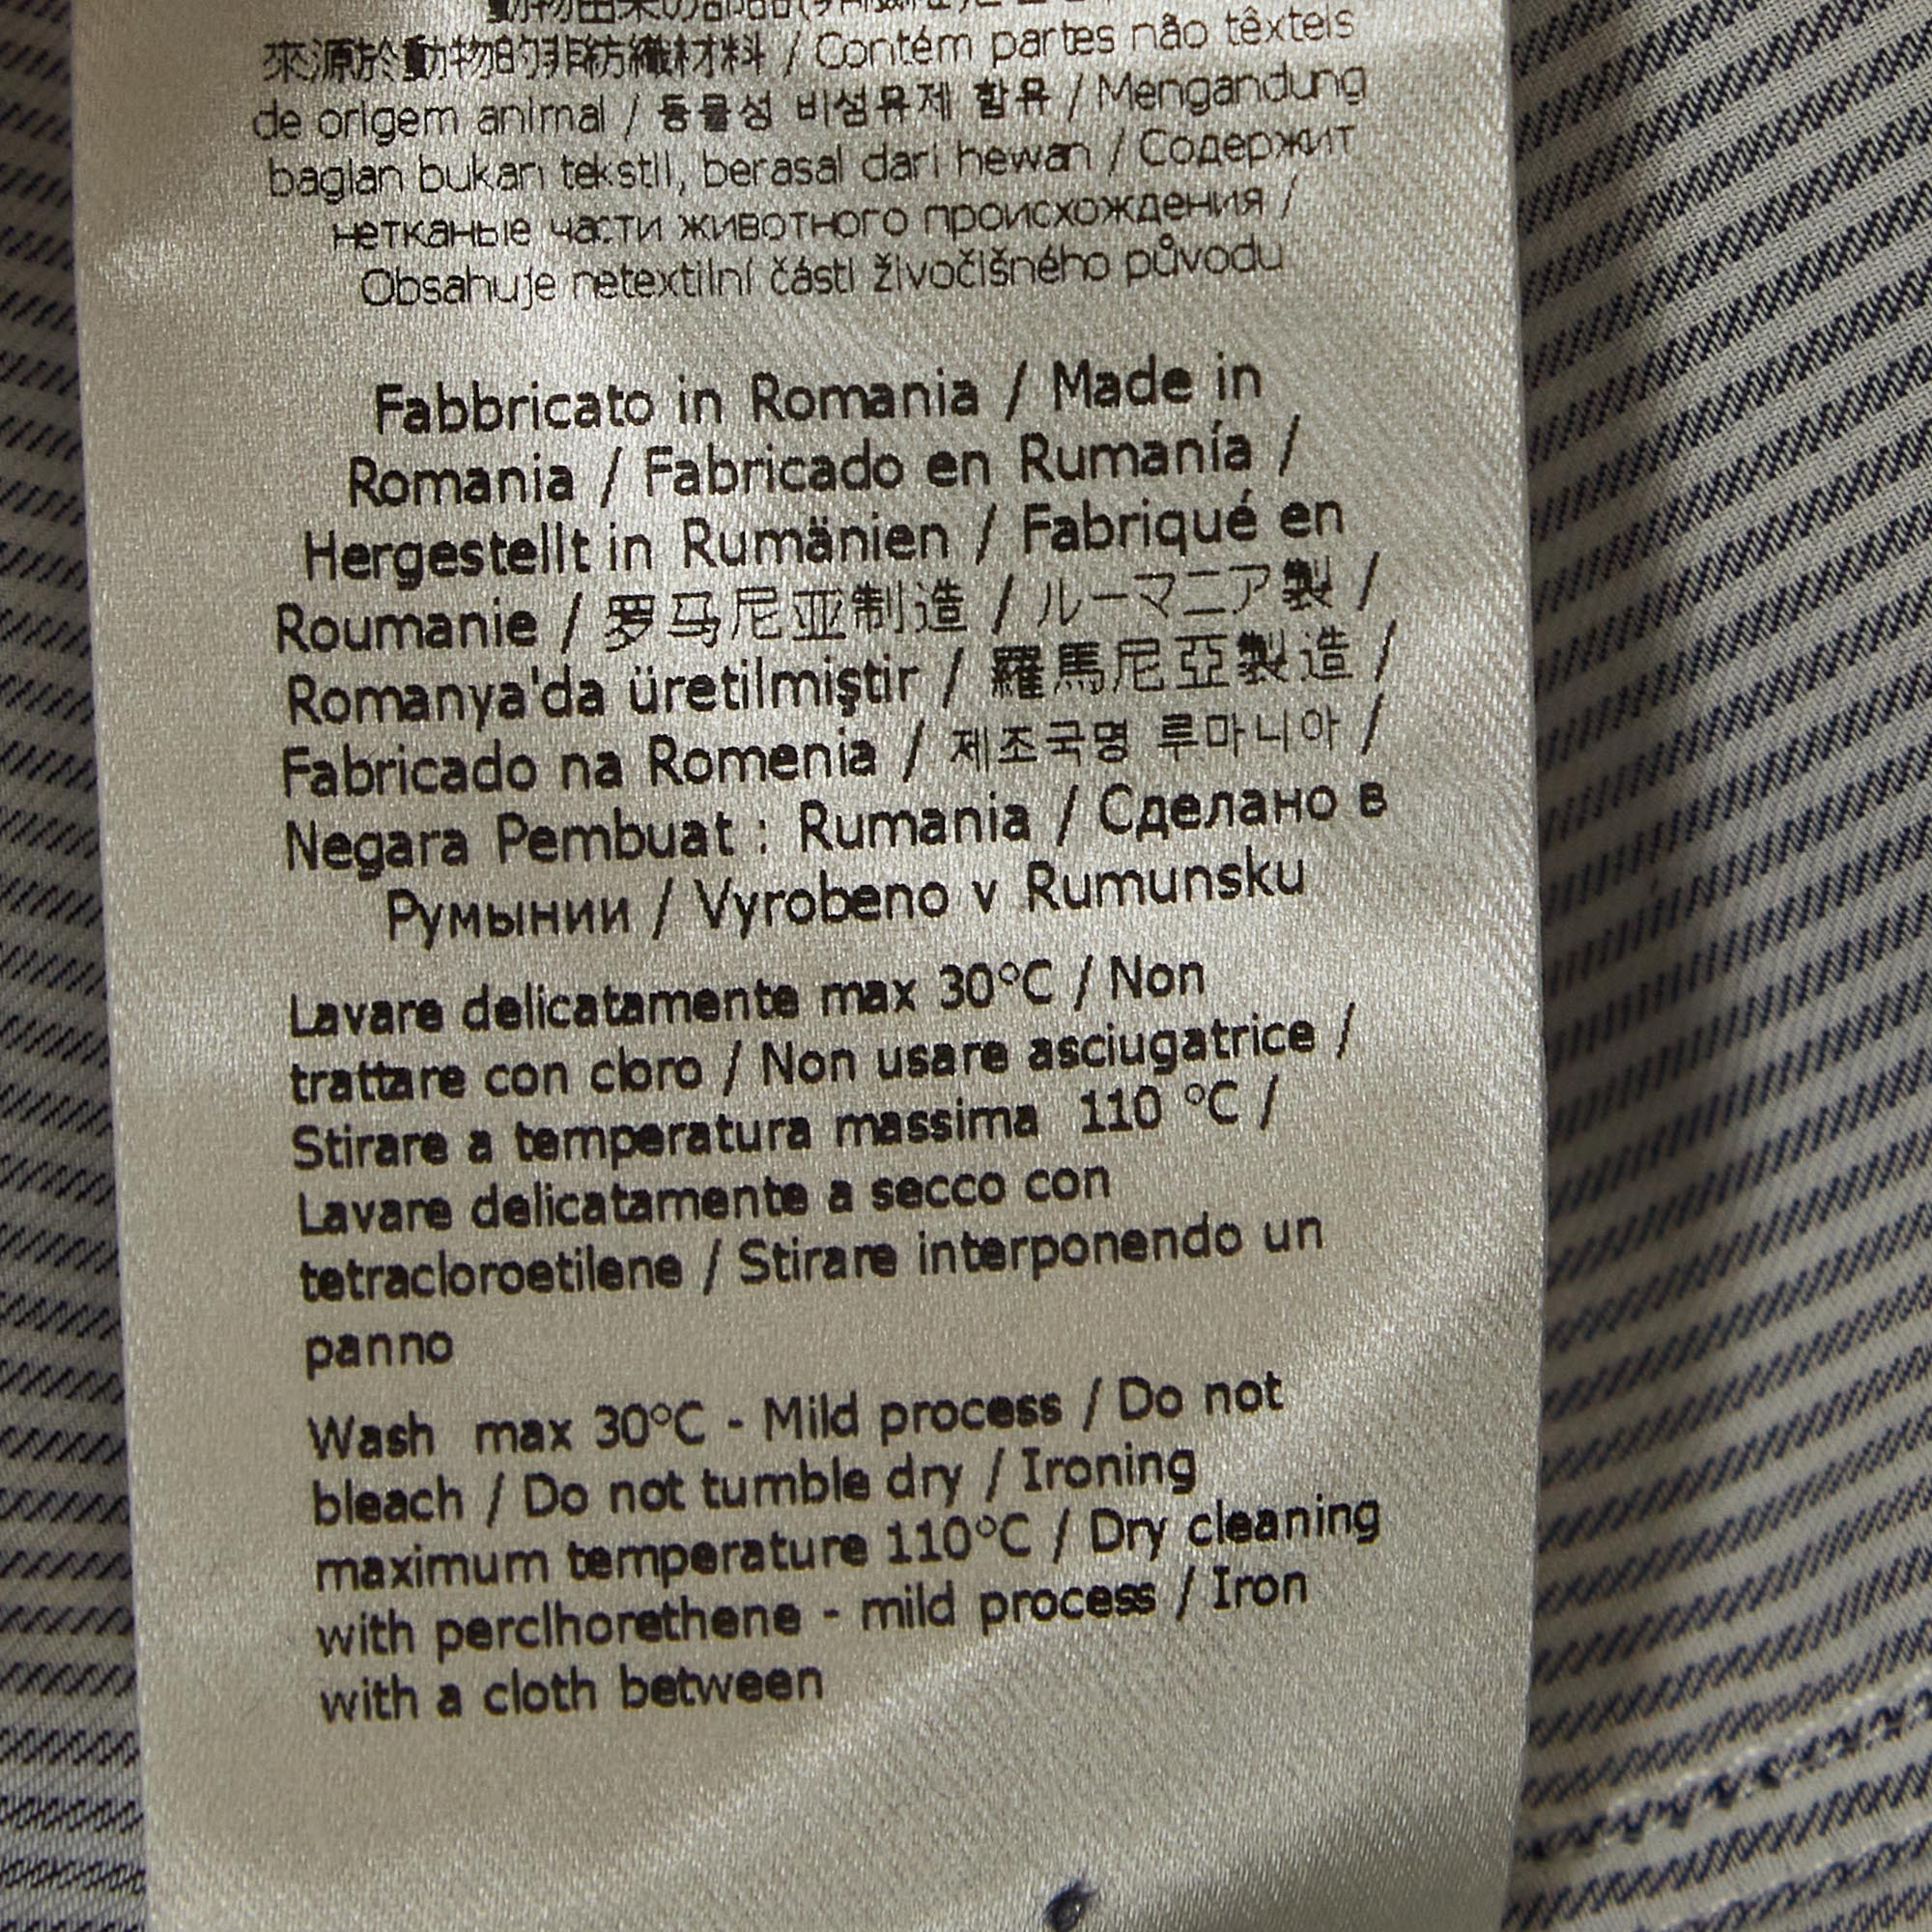 來源於動物的非紡織材料 / Contém partes não têxteis
de origem animal / 동물성 비섬유제 함유 / Mengandung
bagian bukan tekstil, berasal dari hewan / Содержит
нетканые части животного происхождения /
Obsahuje netextilní části živočišného původu
Fabbricato in Romania / Made in
Romania / Fabricado en Rumanía /
Hergestellt in Rumänien / Fabriqué en
Roumanie / 罗马尼亚制造 / ルーマニア製 /
Romanya'da üretilmiştir / 羅馬尼亞製造 /
Fabricado na Romenia / 제조국명 루마니아 /
Negara Pembuat : Rumania / Сделано в
Румынии / Vyrobeno v Rumunsku
Lavare delicatamente max 30°C / Non
trattare con cloro / Non usare asciugatrice /
Stirare a temperatura massima 110 °C /
Lavare delicatamente a secco con
tetracloroetilene / Stirare interponendo un
panno
Wash max 30°C - Mild process / Do not
bleach / Do not tumble dry / Ironing
maximum temperature 110°C / Dry cleaning
with perclhorethene - mild process / Iron
with a cloth between